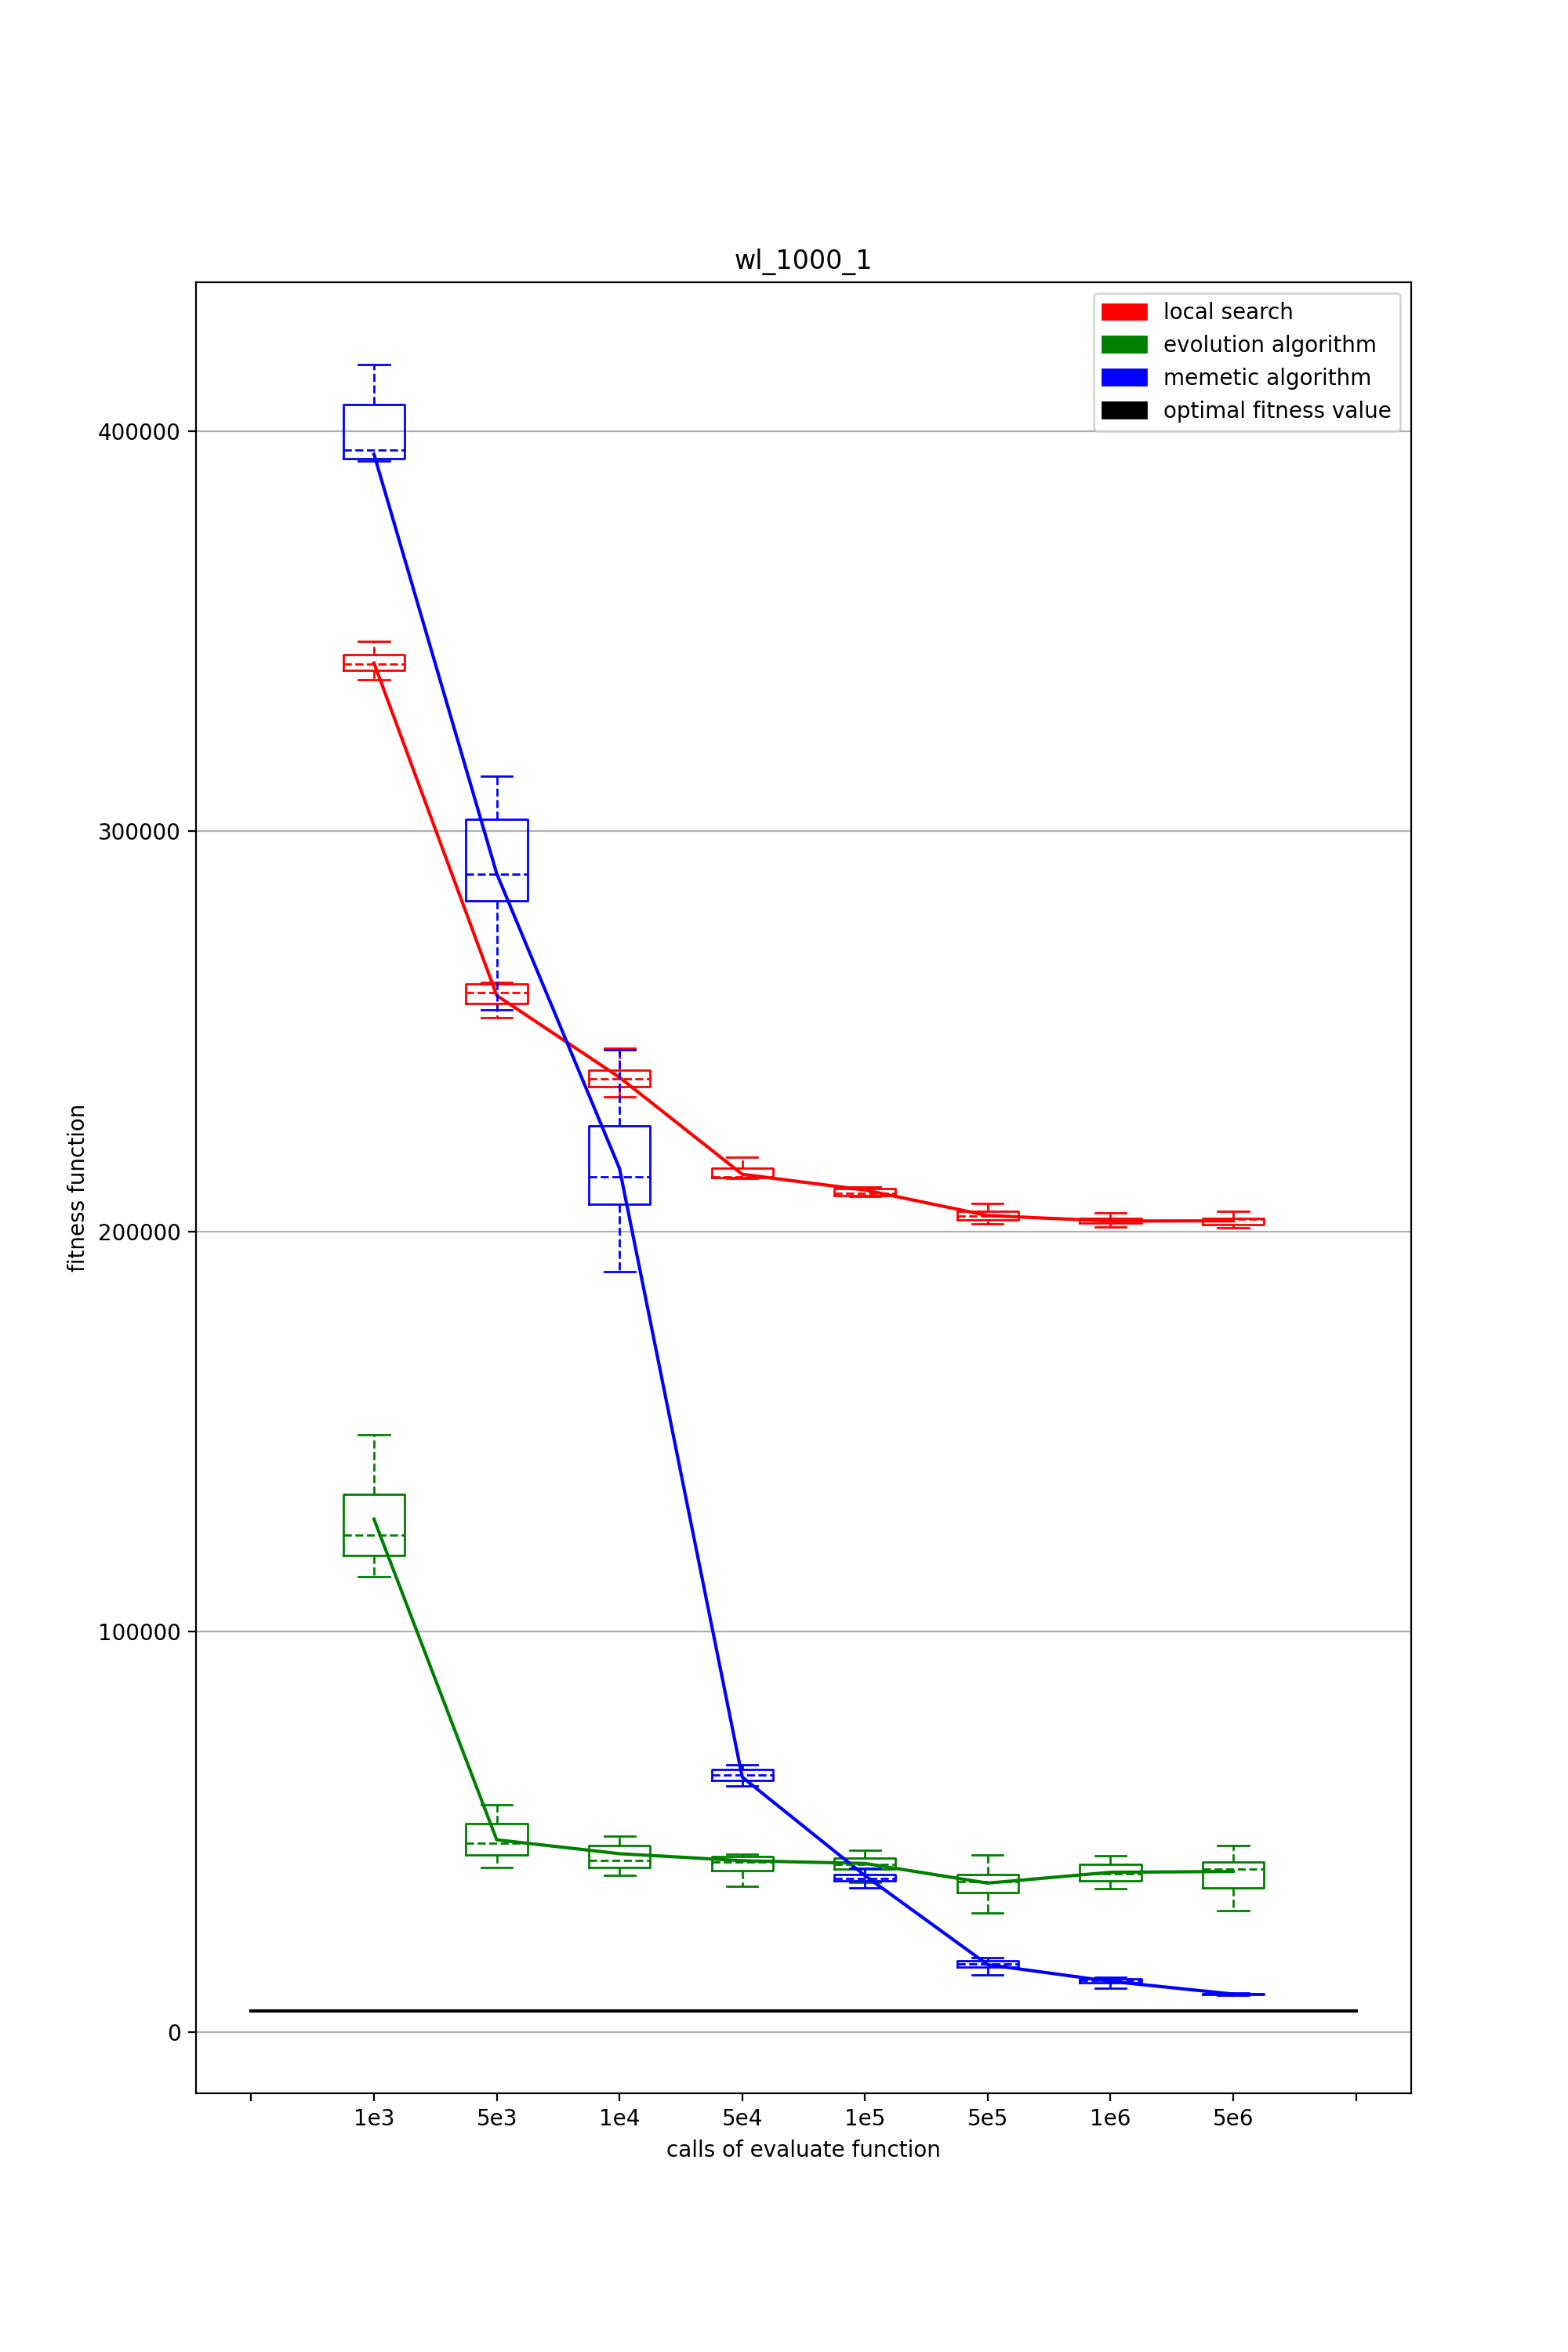 wl_1000_1
local search
evolution algorithm
memetic algorithm
optimal fitness value
400000
300000
200000
100000
0
fitness function
1e3 5e3 1e4 5e4 1e5 5e5 1e6 5e6
calls of evaluate function